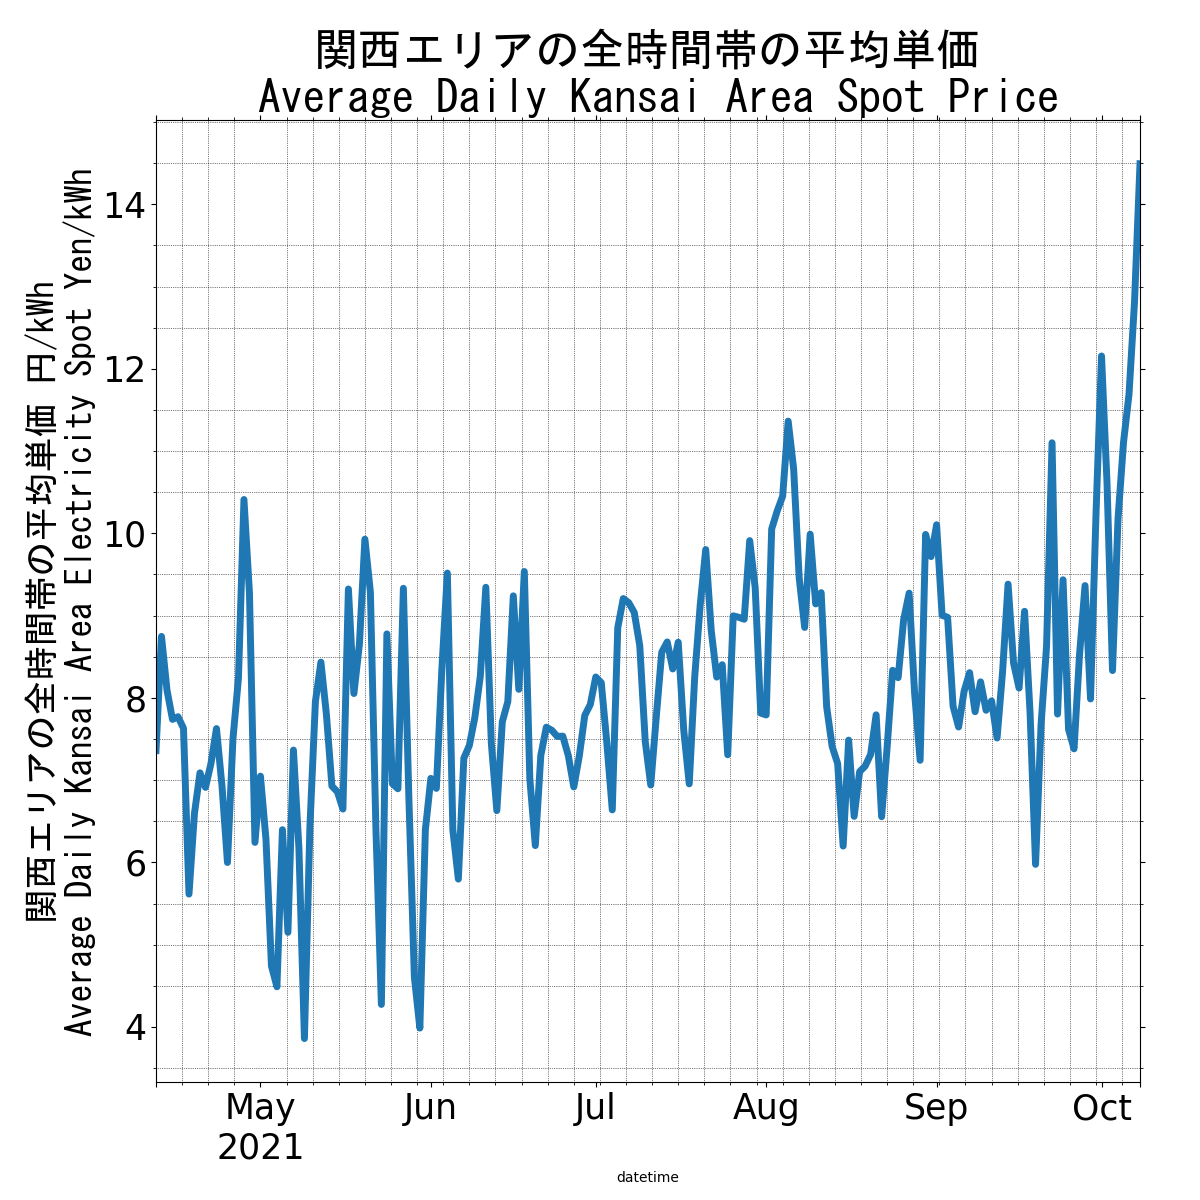 関西エリアの全時間帯の平均単価
Average Daily Kansai Area Spot Price
関西エリアの全時間帯の平均単価 円/kWh
Average Daily Kansai Area Electricity Spot Yen/kWh
14
12
10
8
6
4
May
2021
Jun
Jul
Aug
Sep
Oct
datetime